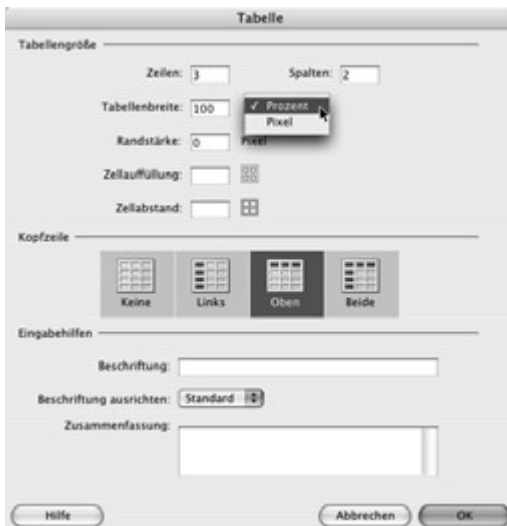 Tabelle
Tabellengröße
Zeilen: 3 Spalten: 2
Tabellenbreite: 100 ✓ Prozent
Pixel
Randstärke: 0 Pixel
Zellauffüllung:
Zellabstand:
Kopfzeile
Keine Links Oben Beide
Eingabehilfen
Beschriftung:
Beschriftung ausrichten: Standard
Zusammenfassung:
Hilfe Abbrechen OK